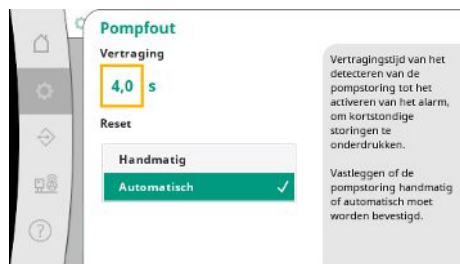 Pompfout
Vertraging
4,0 s
Reset
Handmatig
Automatisch
Vertragingstijd van het
detecteren van de
pompstoring tot het
activeren van het alarm,
om kortstondige
storingen te
onderdrukken.
Vastleggen of de
pompstoring handmatig
of automatisch moet
worden bevestigd.